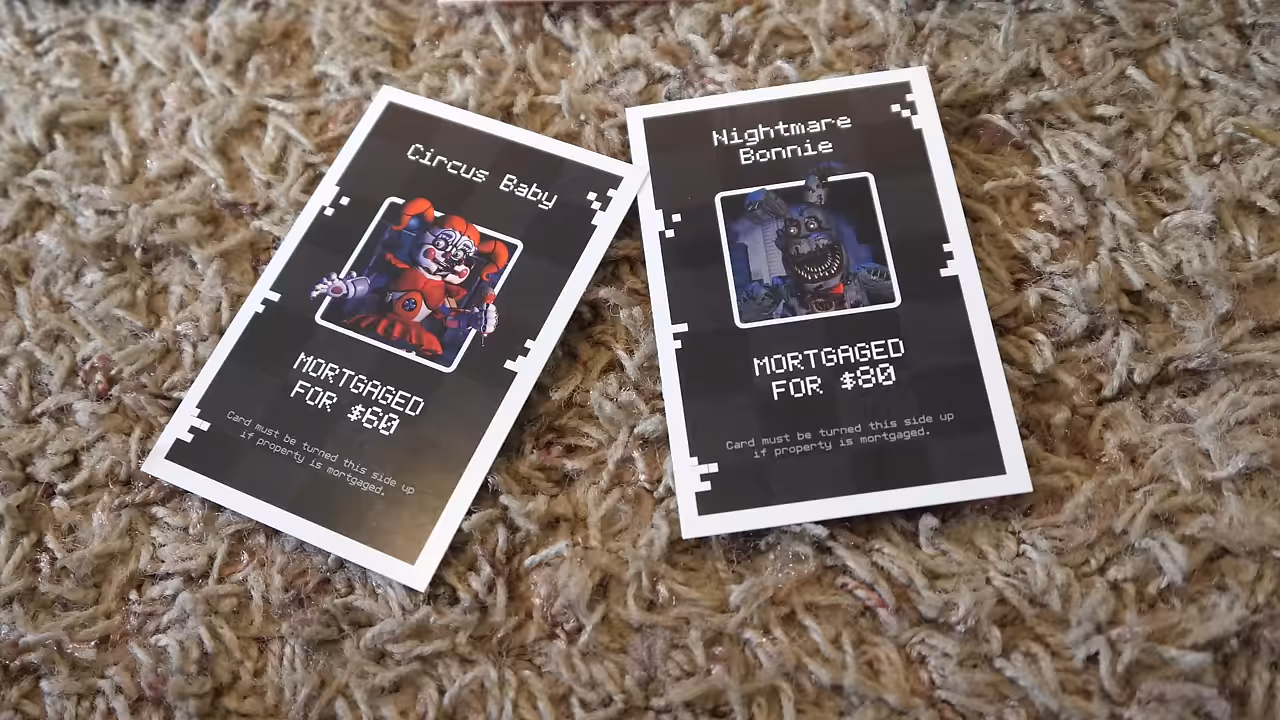 Circus Baby
MORTGAGED
FOR $60
Card must be turned this side up
if property is mortgaged.
Nightmare
Bonnie
MORTGAGED
FOR $80
Card must be turned this side up
if property is mortgaged.